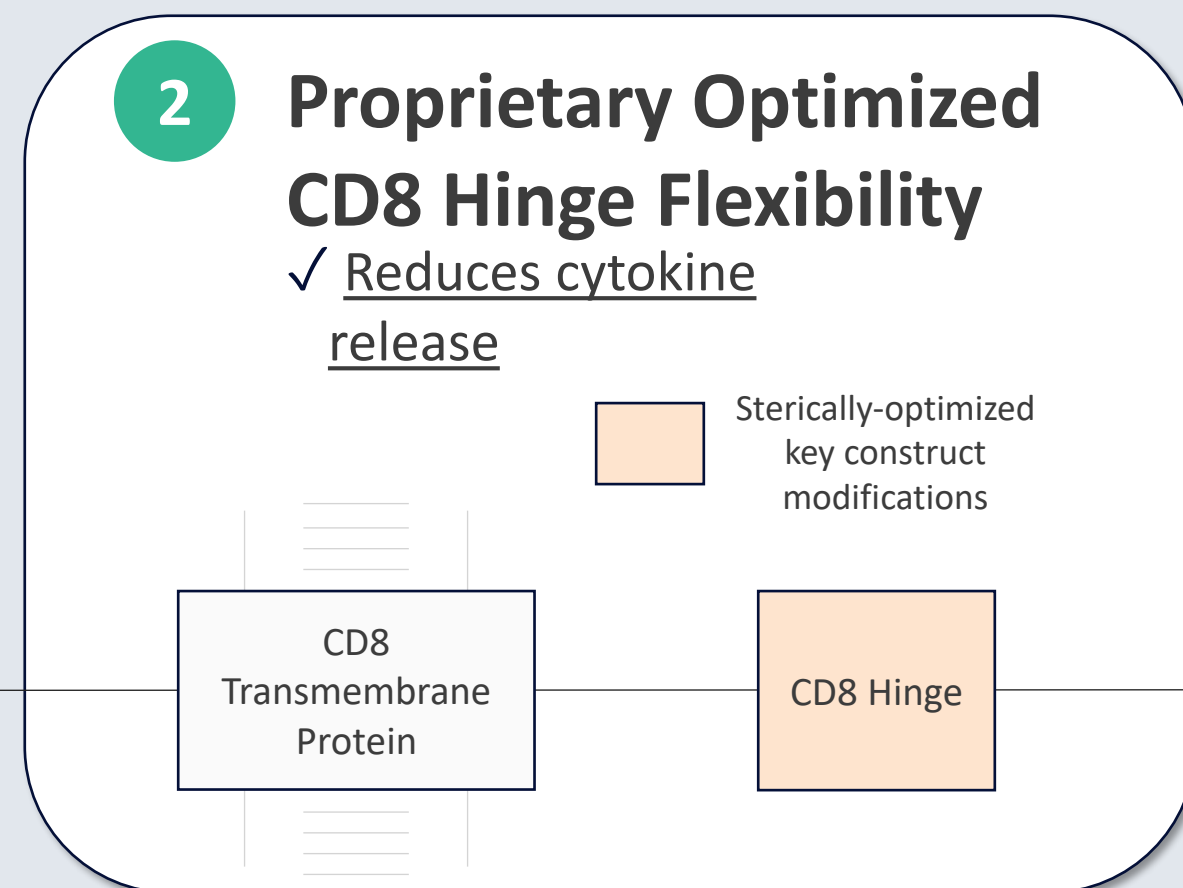 2
Proprietary Optimized
CD8 Hinge Flexibility
✓ Reduces cytokine
release
Sterically-optimized
key construct
modifications
CD8
Transmembrane
Protein
CD8 Hinge